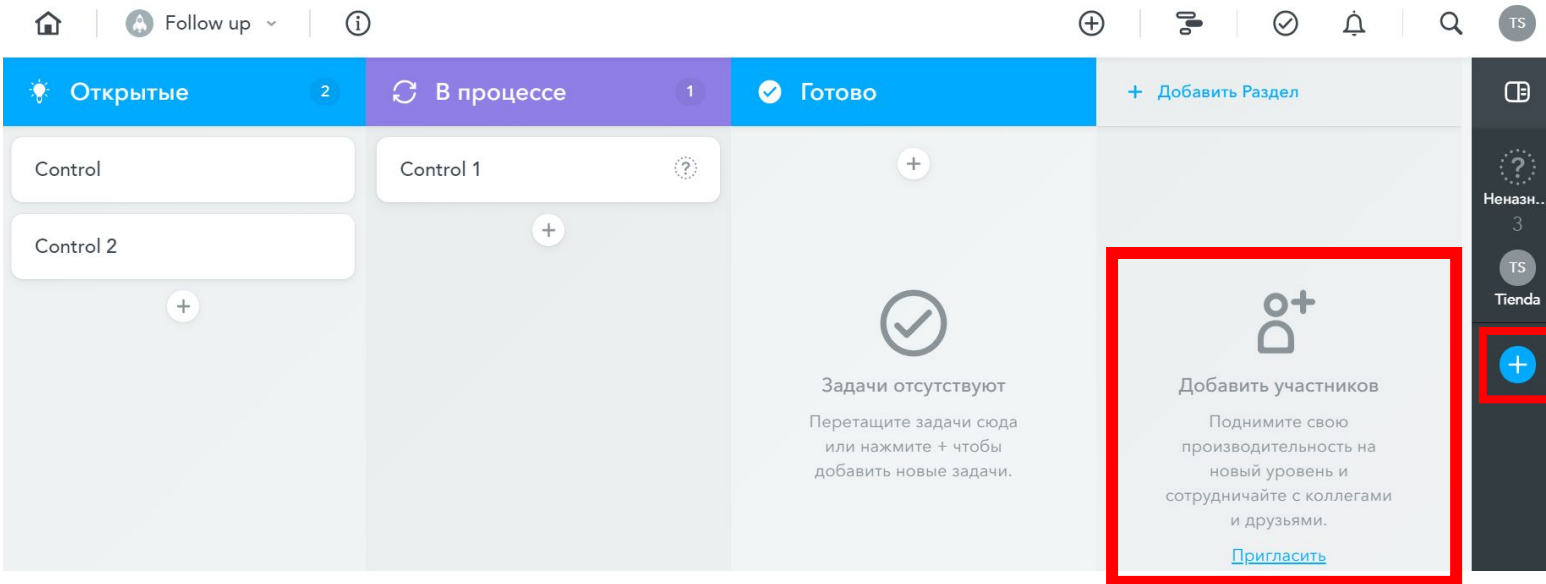 Follow up
TS
Открытые 2
В процессе 1
Готово
+ Добавить Раздел
Control
Control 1
?
Control 2
?
Неназн..
3
TS
Tienda
Задачи отсутствуют
Перетащите задачи сюда
или нажмите + чтобы
добавить новые задачи.
Добавить участников
Поднимите свою
производительность на
новый уровень и
сотрудничайте с коллегами
и друзьями.
Пригласить